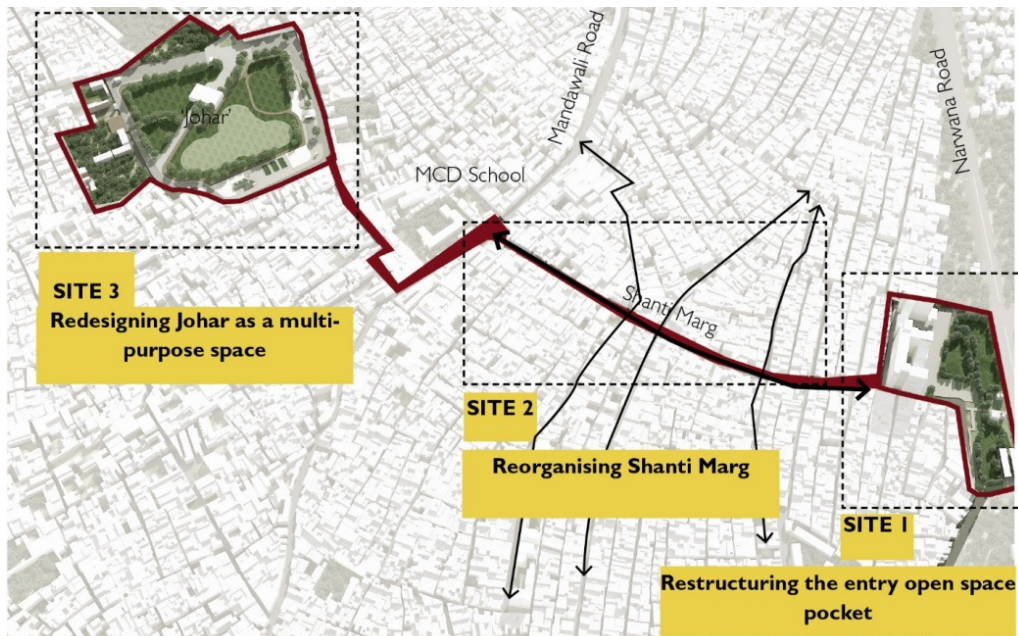 Mandawali Road
Narwana Road
'Johar'
MCD School
Shanti Marg
SITE 3
Redesigning Johar as a multi-
purpose space
SITE 2
Reorganising Shanti Marg
SITE 1
Restructuring the entry open space
pocket